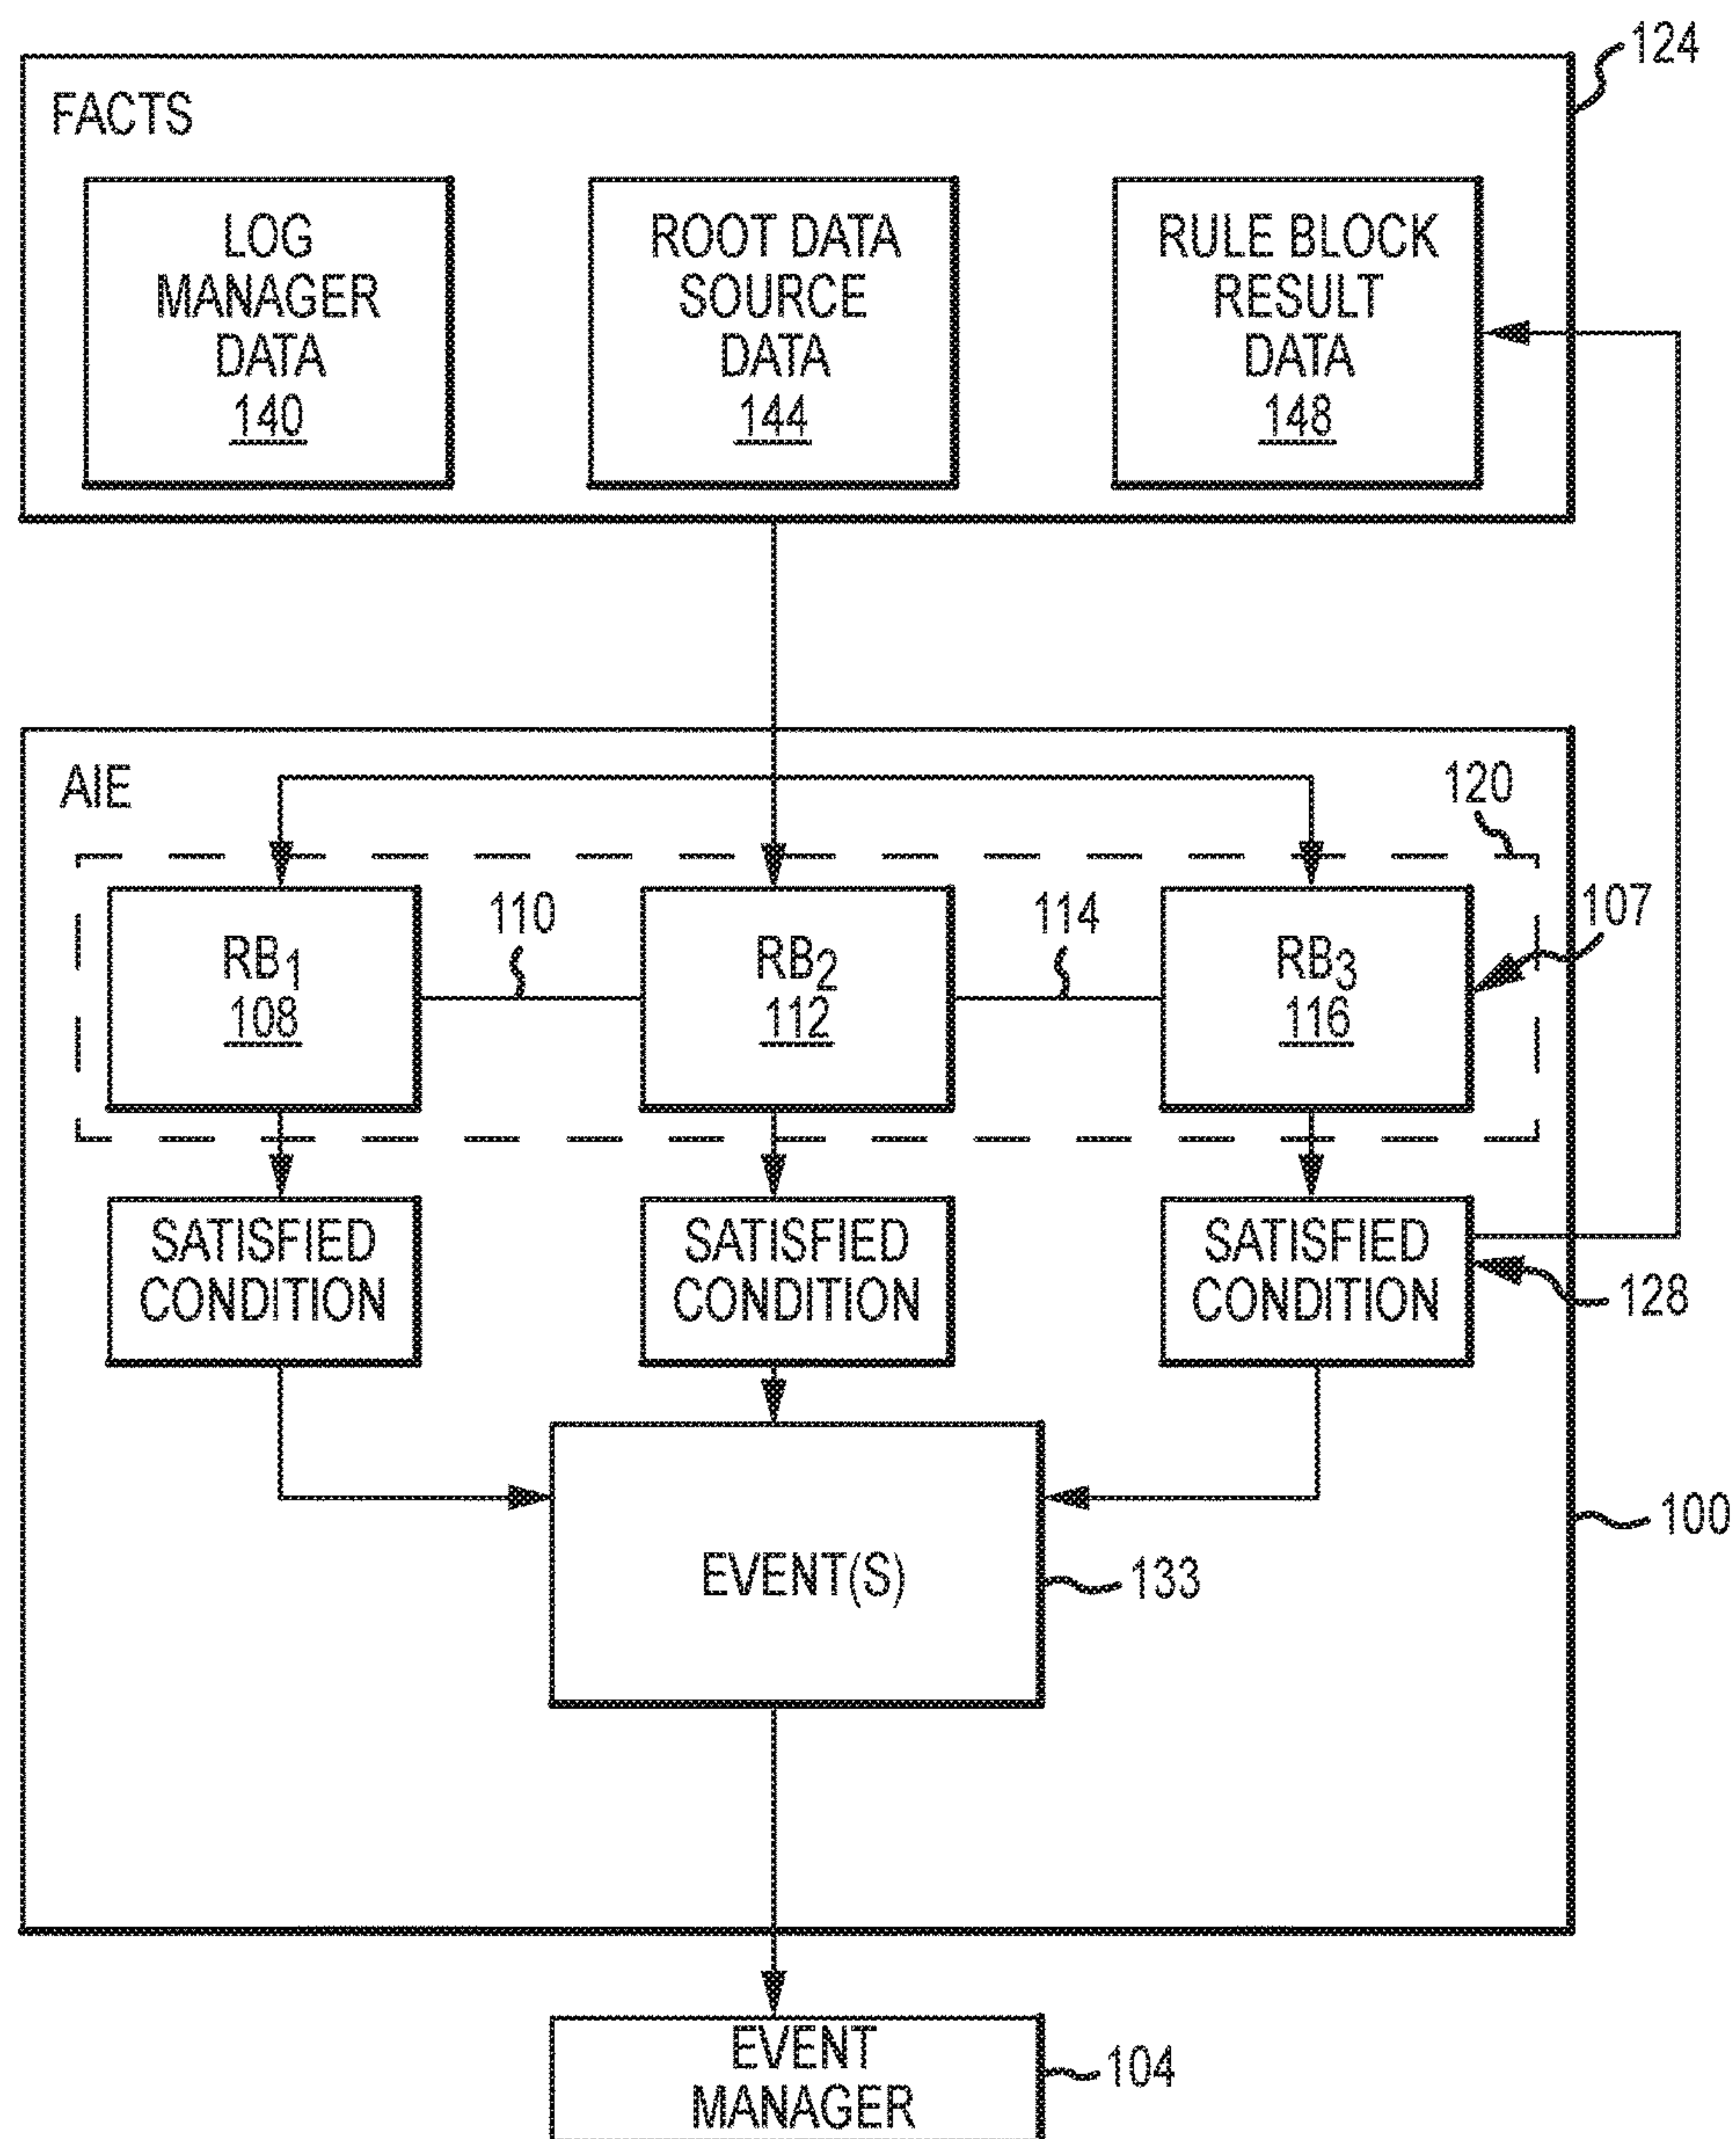 124
FACTS
LOG
MANAGER
DATA
140
ROOT DATA
SOURCE
DATA
144
RULE BLOCK
RESULT
DATA
148
AIE
120
110
114
107
RB1
108
RB2
112
RB3
116
SATISFIED
CONDITION
SATISFIED
CONDITION
SATISFIED
CONDITION
128
100
EVENT(S)
133
EVENT
MANAGER
104